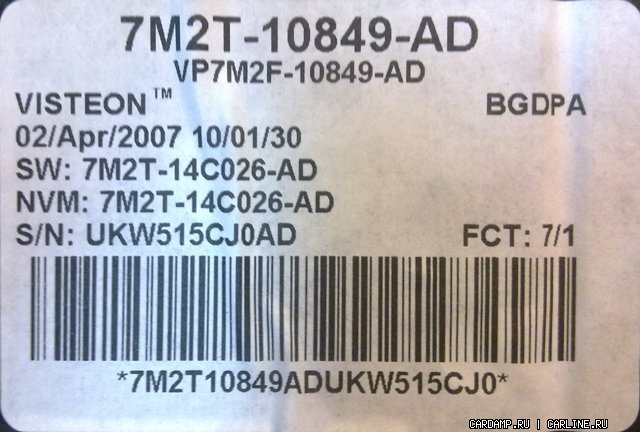 7M2T-10849-AD
VP7M2F-10849-AD
VISTEON™ BGDPA
02/Apr/2007 10/01/30
SW: 7M2T-14C026-AD
NVM: 7M2T-14C026-AD
S/N: UKW515CJ0AD FCT: 7/1
*7M2T10849ADUKW515CJ0*
CARDAMP.RU | CARLINE.RU